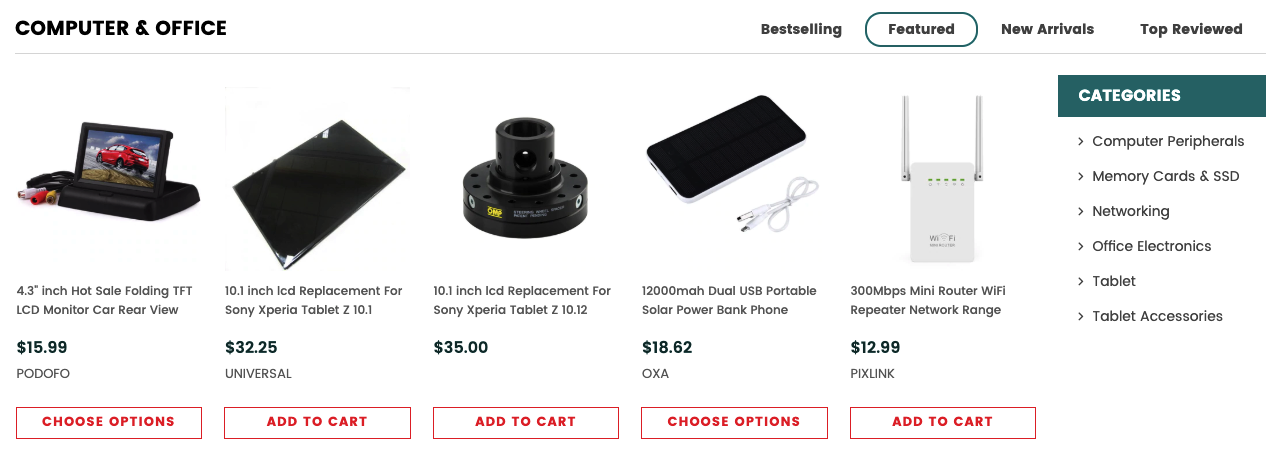 COMPUTER & OFFICE
Bestselling
Featured
New Arrivals
Top Reviewed
4.3" inch Hot Sale Folding TFT
LCD Monitor Car Rear View
$15.99
PODOFO
CHOOSE OPTIONS
10.1 inch lcd Replacement For
Sony Xperia Tablet Z 10.1
$32.25
UNIVERSAL
ADD TO CART
OMP
STEERING WHEEL SPACER
10.1 inch lcd Replacement For
Sony Xperia Tablet Z 10.12
$35.00
ADD TO CART
12000mah Dual USB Portable
Solar Power Bank Phone
$18.62
OXA
CHOOSE OPTIONS
WiFi
300Mbps Mini Router WiFi
Repeater Network Range
$12.99
PIXLINK
ADD TO CART
CATEGORIES
Computer Peripherals
Memory Cards & SSD
Networking
Office Electronics
Tablet
Tablet Accessories